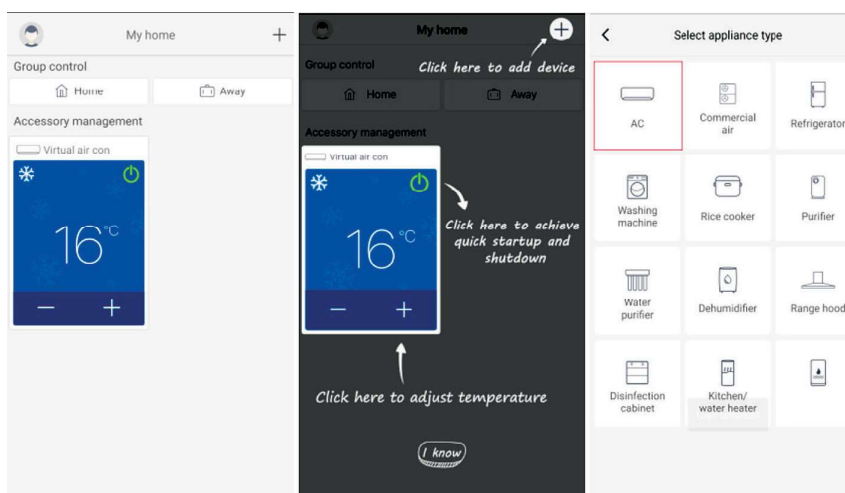 My home
+
Group control
Home
Away
Accessory management
Virtual air con
16°C
— +
My home
+
Click here to add device
Group control
Home
Away
Accessory management
Virtual air con
16°C
— +
Click here to achieve
quick startup and
shutdown
Click here to adjust temperature
I know
Select appliance type
AC
Commercial
air
Refrigerator
Washing
machine
Rice cooker
Purifier
Water
purifier
Dehumidifier
Range hood
Disinfection
cabinet
Kitchen/
water heater